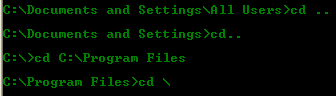 C:\Documents and Settings\All Users>cd ..
C:\Documents and Settings>cd..
C:\>cd C:\Program Files
C:\Program Files>cd \